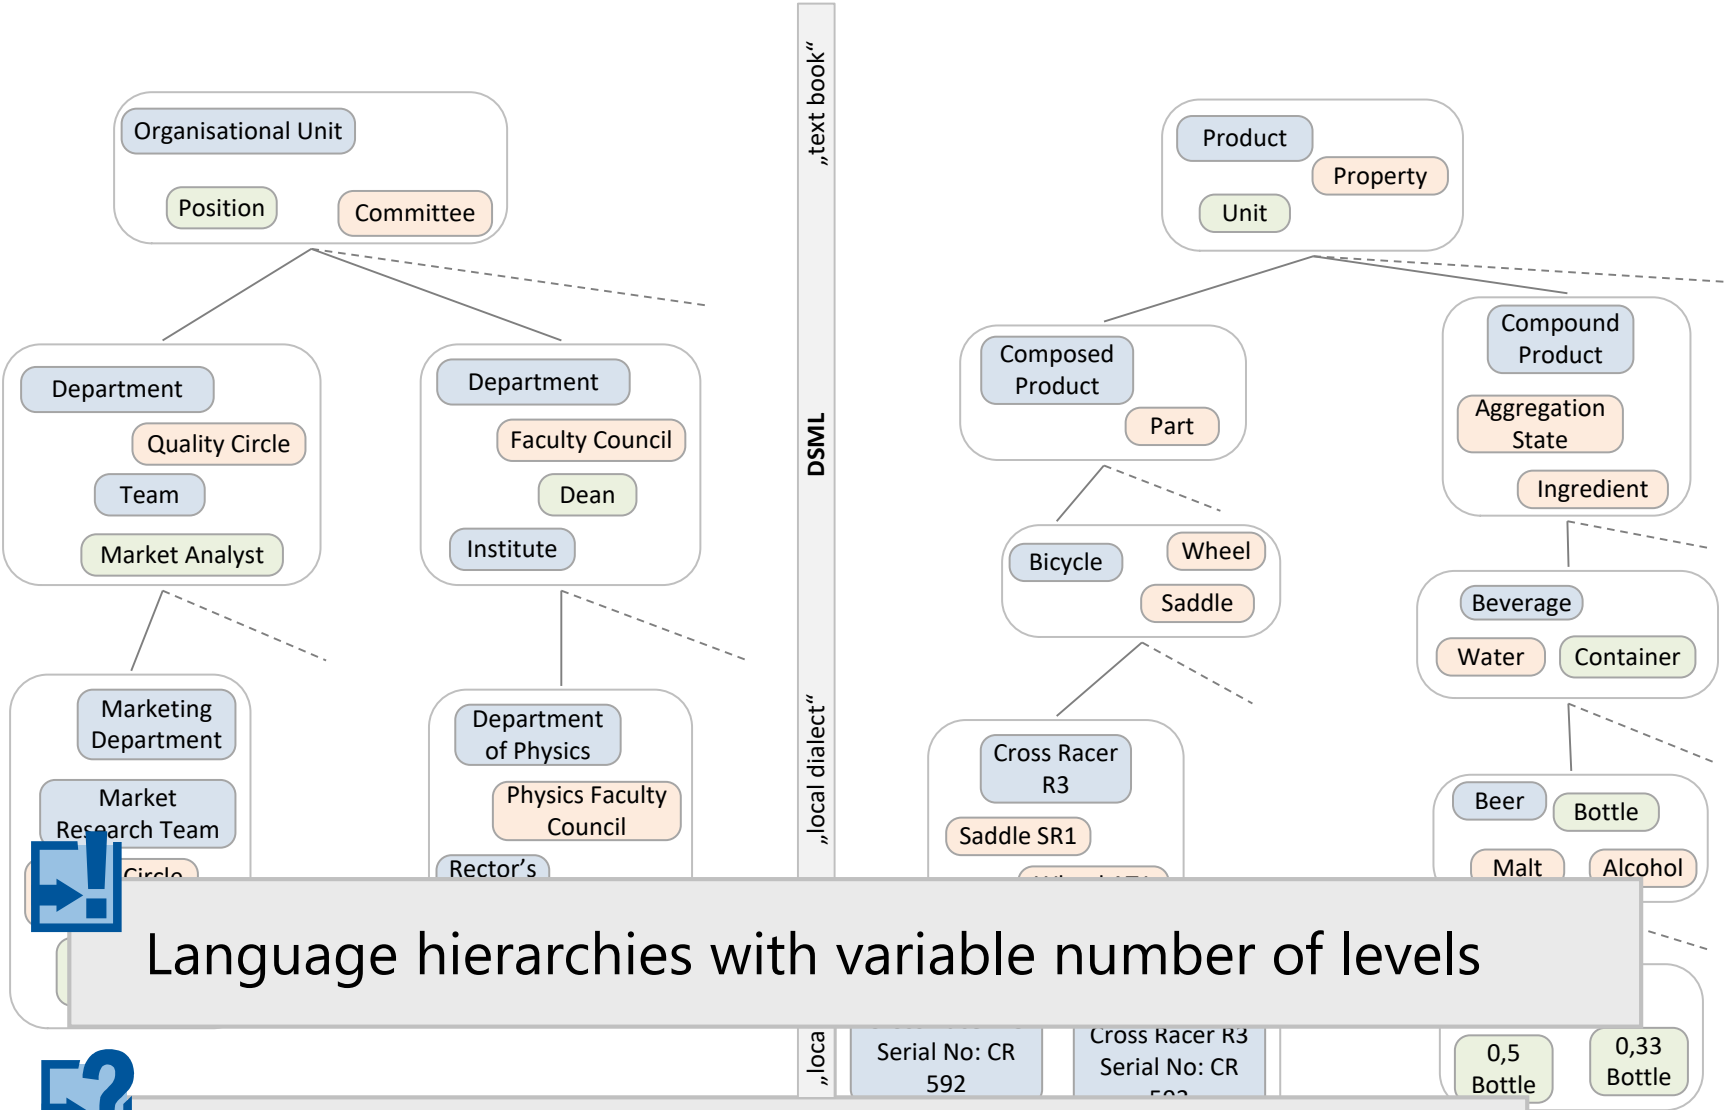 „text book“
Organisational Unit
Position
Committee
Product
Property
Unit
Department
Quality Circle
Team
Market Analyst
Department
Faculty Council
Dean
Institute
DSML
Composed
Product
Part
Compound
Product
Aggregation
State
Ingredient
Bicycle
Wheel
Saddle
Beverage
Water
Container
Marketing
Department
Market
Research Team
Circle
Department
of Physics
Physics Faculty
Council
Rector’s
„local dialect“
Cross Racer
R3
Saddle SR1
Beer
Bottle
Malt
Alcohol
Language hierarchies with variable number of levels
„loca
Serial No: CR
592
Cross Racer R3
Serial No: CR
0,5
Bottle
0,33
Bottle